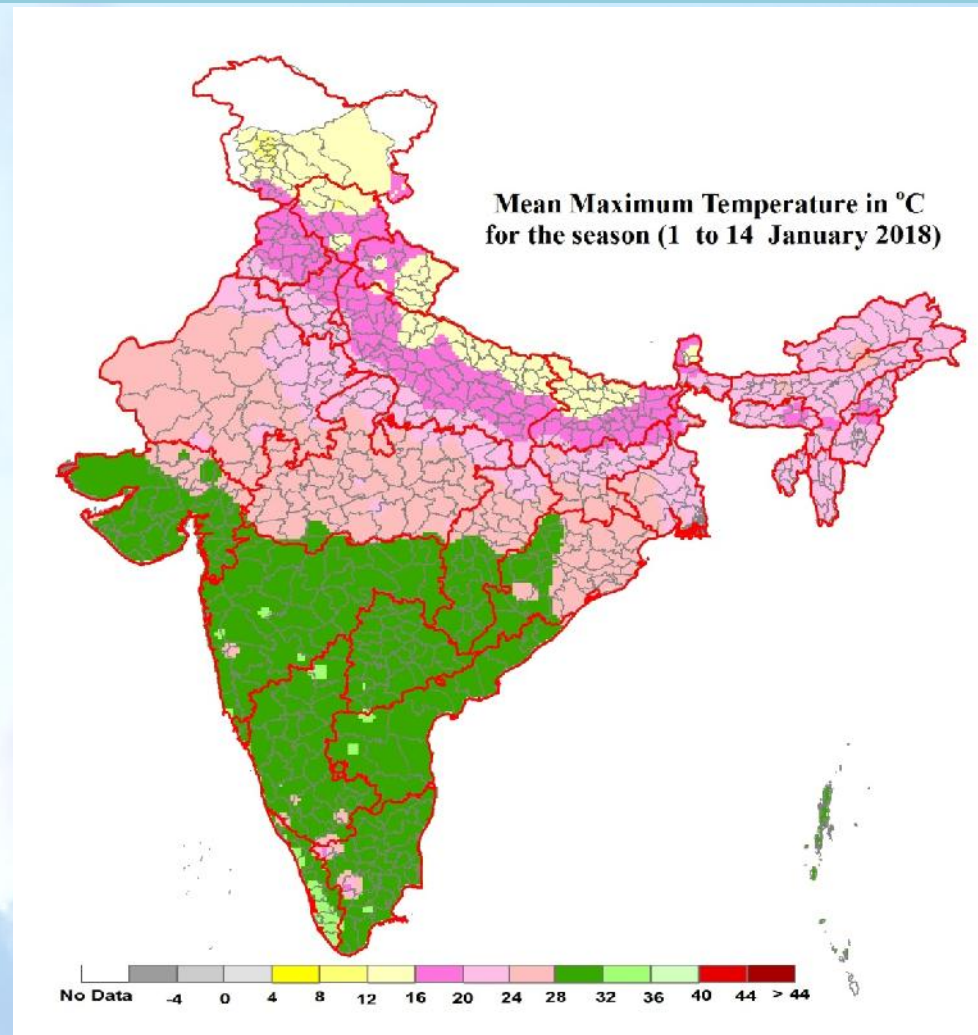 Mean Maximum Temperature in °C
for the season (1 to 14 January 2018)
No Data -4 0 4 8 12 16 20 24 28 32 36 40 44 > 44